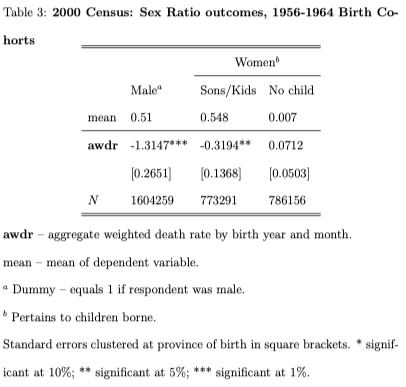 Table 3: 2000 Census: Sex Ratio outcomes, 1956-1964 Birth Co-
horts
Women^b
Male^a Sons/Kids No child
mean 0.51 0.548 0.007
awdr -1.3147*** -0.3194** 0.0712
[0.2651] [0.1368] [0.0503]
N 1604259 773291 786156
awdr – aggregate weighted death rate by birth year and month.
mean – mean of dependent variable.
^a Dummy – equals 1 if respondent was male.
^b Pertains to children borne.
Standard errors clustered at province of birth in square brackets. * signif-
icant at 10%; ** significant at 5%; *** significant at 1%.